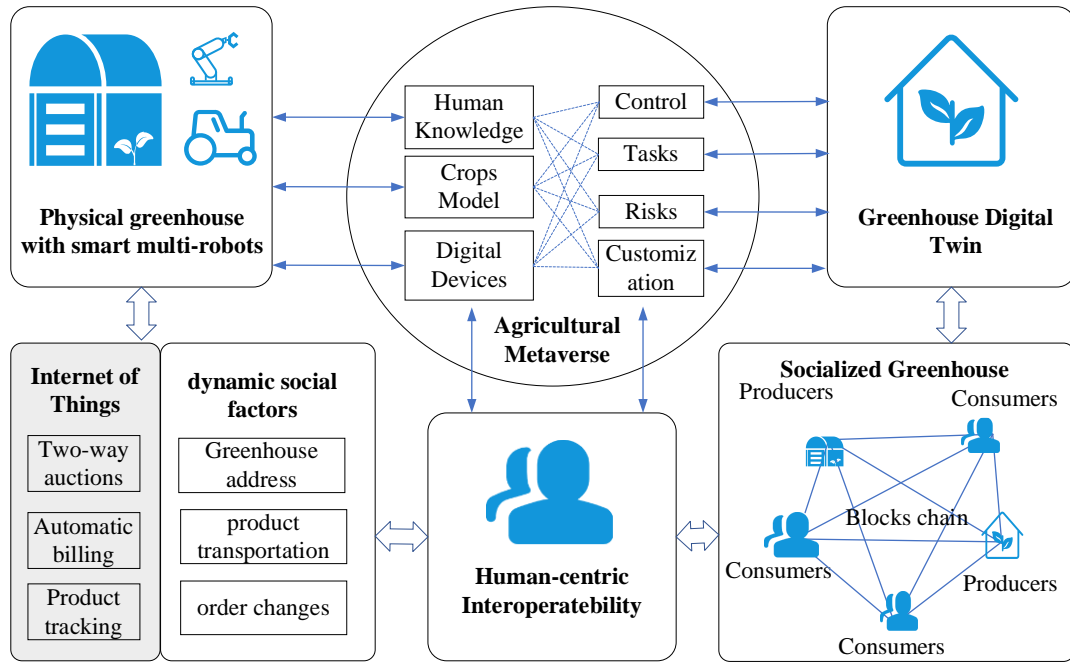 Physical greenhouse
with smart multi-robots
Human
Knowledge
Crops
Model
Digital
Devices
Control
Tasks
Risks
Customiz
ation
Agricultural
Metaverse
Greenhouse Digital
Twin
Internet of
Things
Two-way
auctions
Automatic
billing
Product
tracking
dynamic social
factors
Greenhouse
address
product
transportation
order changes
Human-centric
Interoperatebility
Socialized Greenhouse
Producers
Consumers
Blocks chain
Consumers
Producers
Consumers